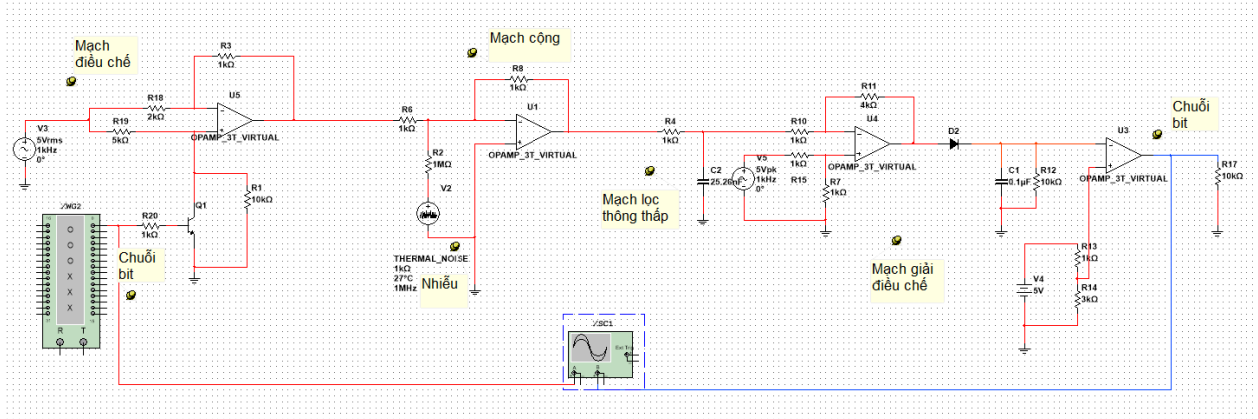 Mạch
điều chế
R3
1kΩ
R18
2kΩ
U5
R19
5kΩ
OPAMP_3T_VIRTUAL
V3
5Vrms
1kHz
0°
R1
10kΩ
Q1
R20
1kΩ
XWG2
O
O
O
X
X
X
R T
Chuỗi
bit
Mạch cộng
R8
1kΩ
R6
1kΩ
U1
OPAMP_3T_VIRTUAL
R2
1MΩ
V2
THERMAL_NOISE
1kΩ
27°C
1MHz
Nhiễu
R4
1kΩ
C2
25.26nF
Mạch lọc
thông thấp
R11
4kΩ
R10
1kΩ
U4
OPAMP_3T_VIRTUAL
V5
5Vpk
1kHz
0°
1kΩ
R15
R7
1kΩ
D2
Mạch giải
điều chế
C1
0.1µF
R12
10kΩ
U3
OPAMP_3T_VIRTUAL
Chuỗi
bit
R17
10kΩ
R13
1kΩ
V4
5V
R14
3kΩ
XSC1
Ext Trig
A
B